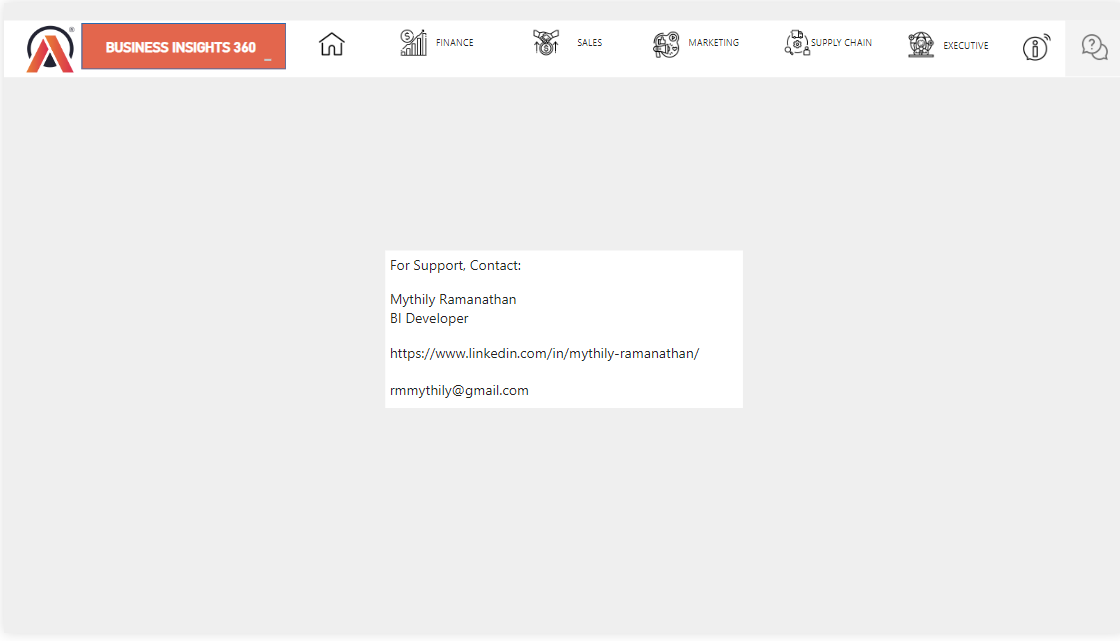 BUSINESS INSIGHTS 360
FINANCE
SALES
MARKETING
SUPPLY CHAIN
EXECUTIVE
For Support, Contact:
Mythily Ramanathan
BI Developer
https://www.linkedin.com/in/mythily-ramanathan/
rmmythily@gmail.com